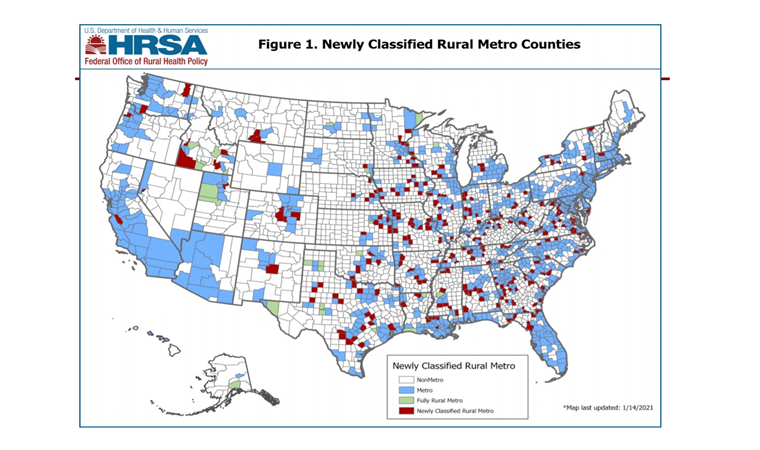 U.S. Department of Health & Human Services
HRSA
Federal Office of Rural Health Policy
Figure 1. Newly Classified Rural Metro Counties
Newly Classified Rural Metro
NonMetro
Metro
Fully Rural Metro
Newly Classified Rural Metro
*Map last updated: 1/14/2021